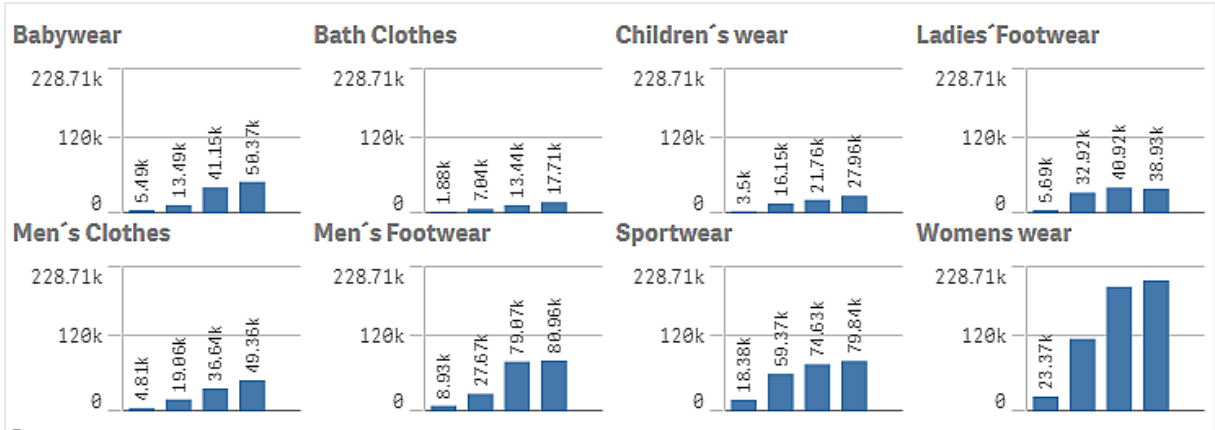 Babywear
228.71k
120k
0
5.49k
13.49k
41.15k
50.37k
Bath Clothes
228.71k
120k
0
1.88k
7.04k
13.44k
17.71k
Children´s wear
228.71k
120k
0
3.5k
16.15k
21.76k
27.96k
Ladies´Footwear
228.71k
120k
0
5.69k
32.92k
40.92k
38.93k
Men´s Clothes
228.71k
120k
0
4.81k
19.06k
36.64k
49.36k
Men´s Footwear
228.71k
120k
0
8.93k
27.67k
79.07k
80.96k
Sportwear
228.71k
120k
0
18.38k
59.37k
74.63k
79.84k
Womens wear
228.71k
120k
0
23.37k